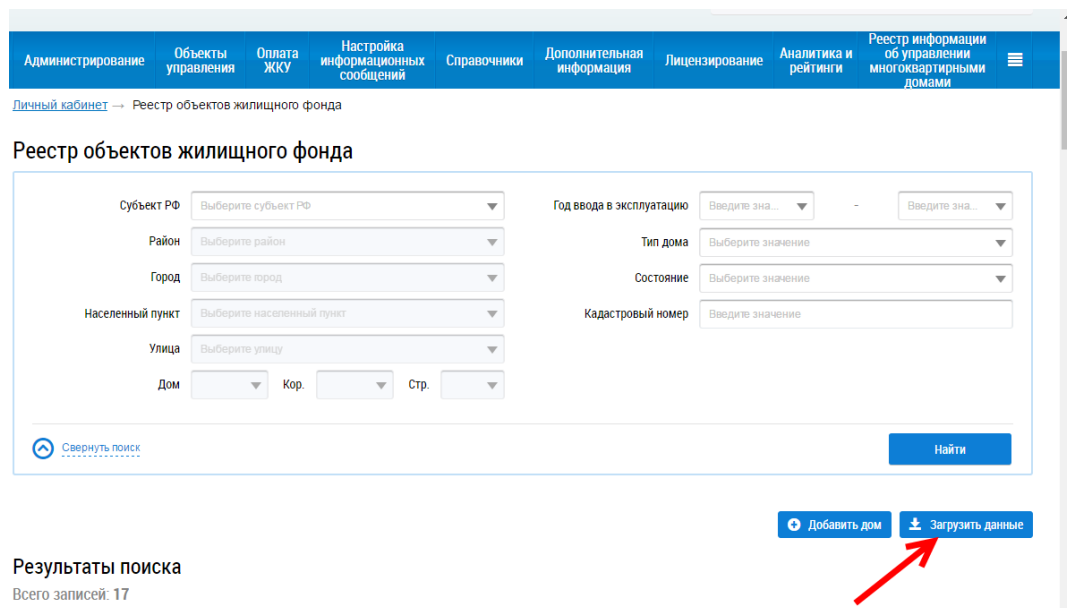 Администрирование
Объекты
управления
Оплата
ЖКУ
Настройка
информационных
сообщений
Справочники
Дополнительная
информация
Лицензирование
Аналитика и
рейтинги
Реестр информации
об управлении
многоквартирными
домами
Личный кабинет → Реестр объектов жилищного фонда
Реестр объектов жилищного фонда
Субъект РФ Выберите субъект РФ
Район Выберите район
Город Выберите город
Населенный пункт Выберите населенный пункт
Улица Выберите улицу
Дом Кор. Стр.
Год ввода в эксплуатацию Введите зна... - Введите зна...
Тип дома Выберите значение
Состояние Выберите значение
Кадастровый номер Введите значение
Свернуть поиск
Найти
Добавить дом
Загрузить данные
Результаты поиска
Всего записей: 17